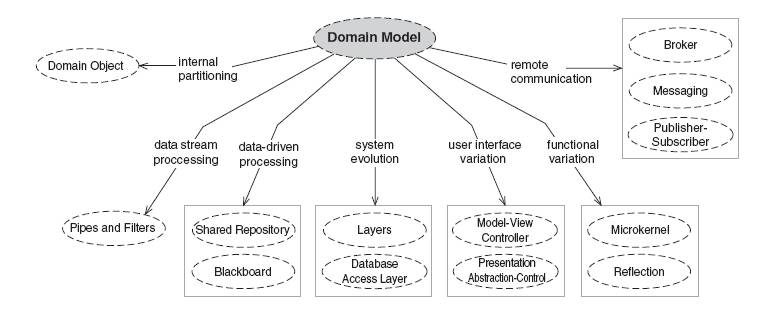 Domain Model
Domain Object
internal
partitioning
remote
communication
Broker
Messaging
Publisher-
Subscriber
data stream
proccessing
data-driven
processing
system
evolution
user interface
variation
functional
variation
Pipes and Filters
Shared Repository
Blackboard
Layers
Database
Access Layer
Model-View
Controller
Presentation
Abstraction-Control
Microkernel
Reflection